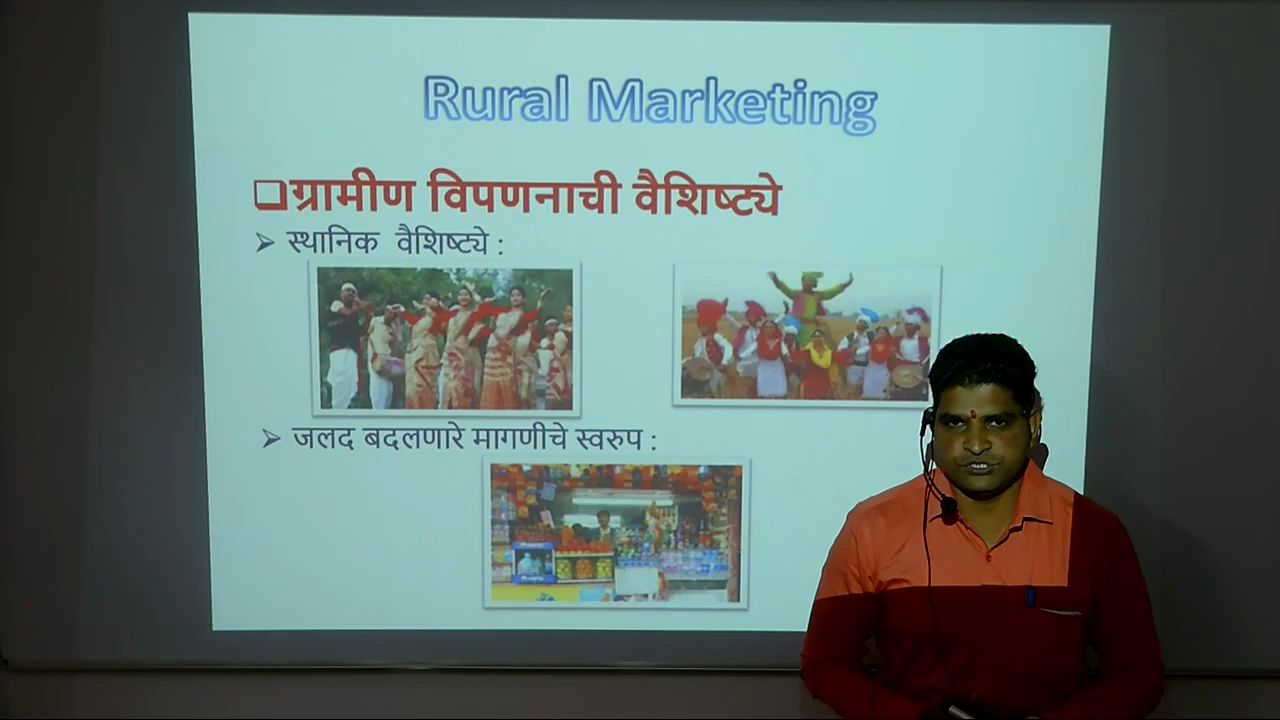 Rural Marketing
❑ग्रामीण विपणनाची वैशिष्ट्ये
➢ स्थानिक वैशिष्ट्ये :
➢ जलद बदलणारे मागणीचे स्वरुप :